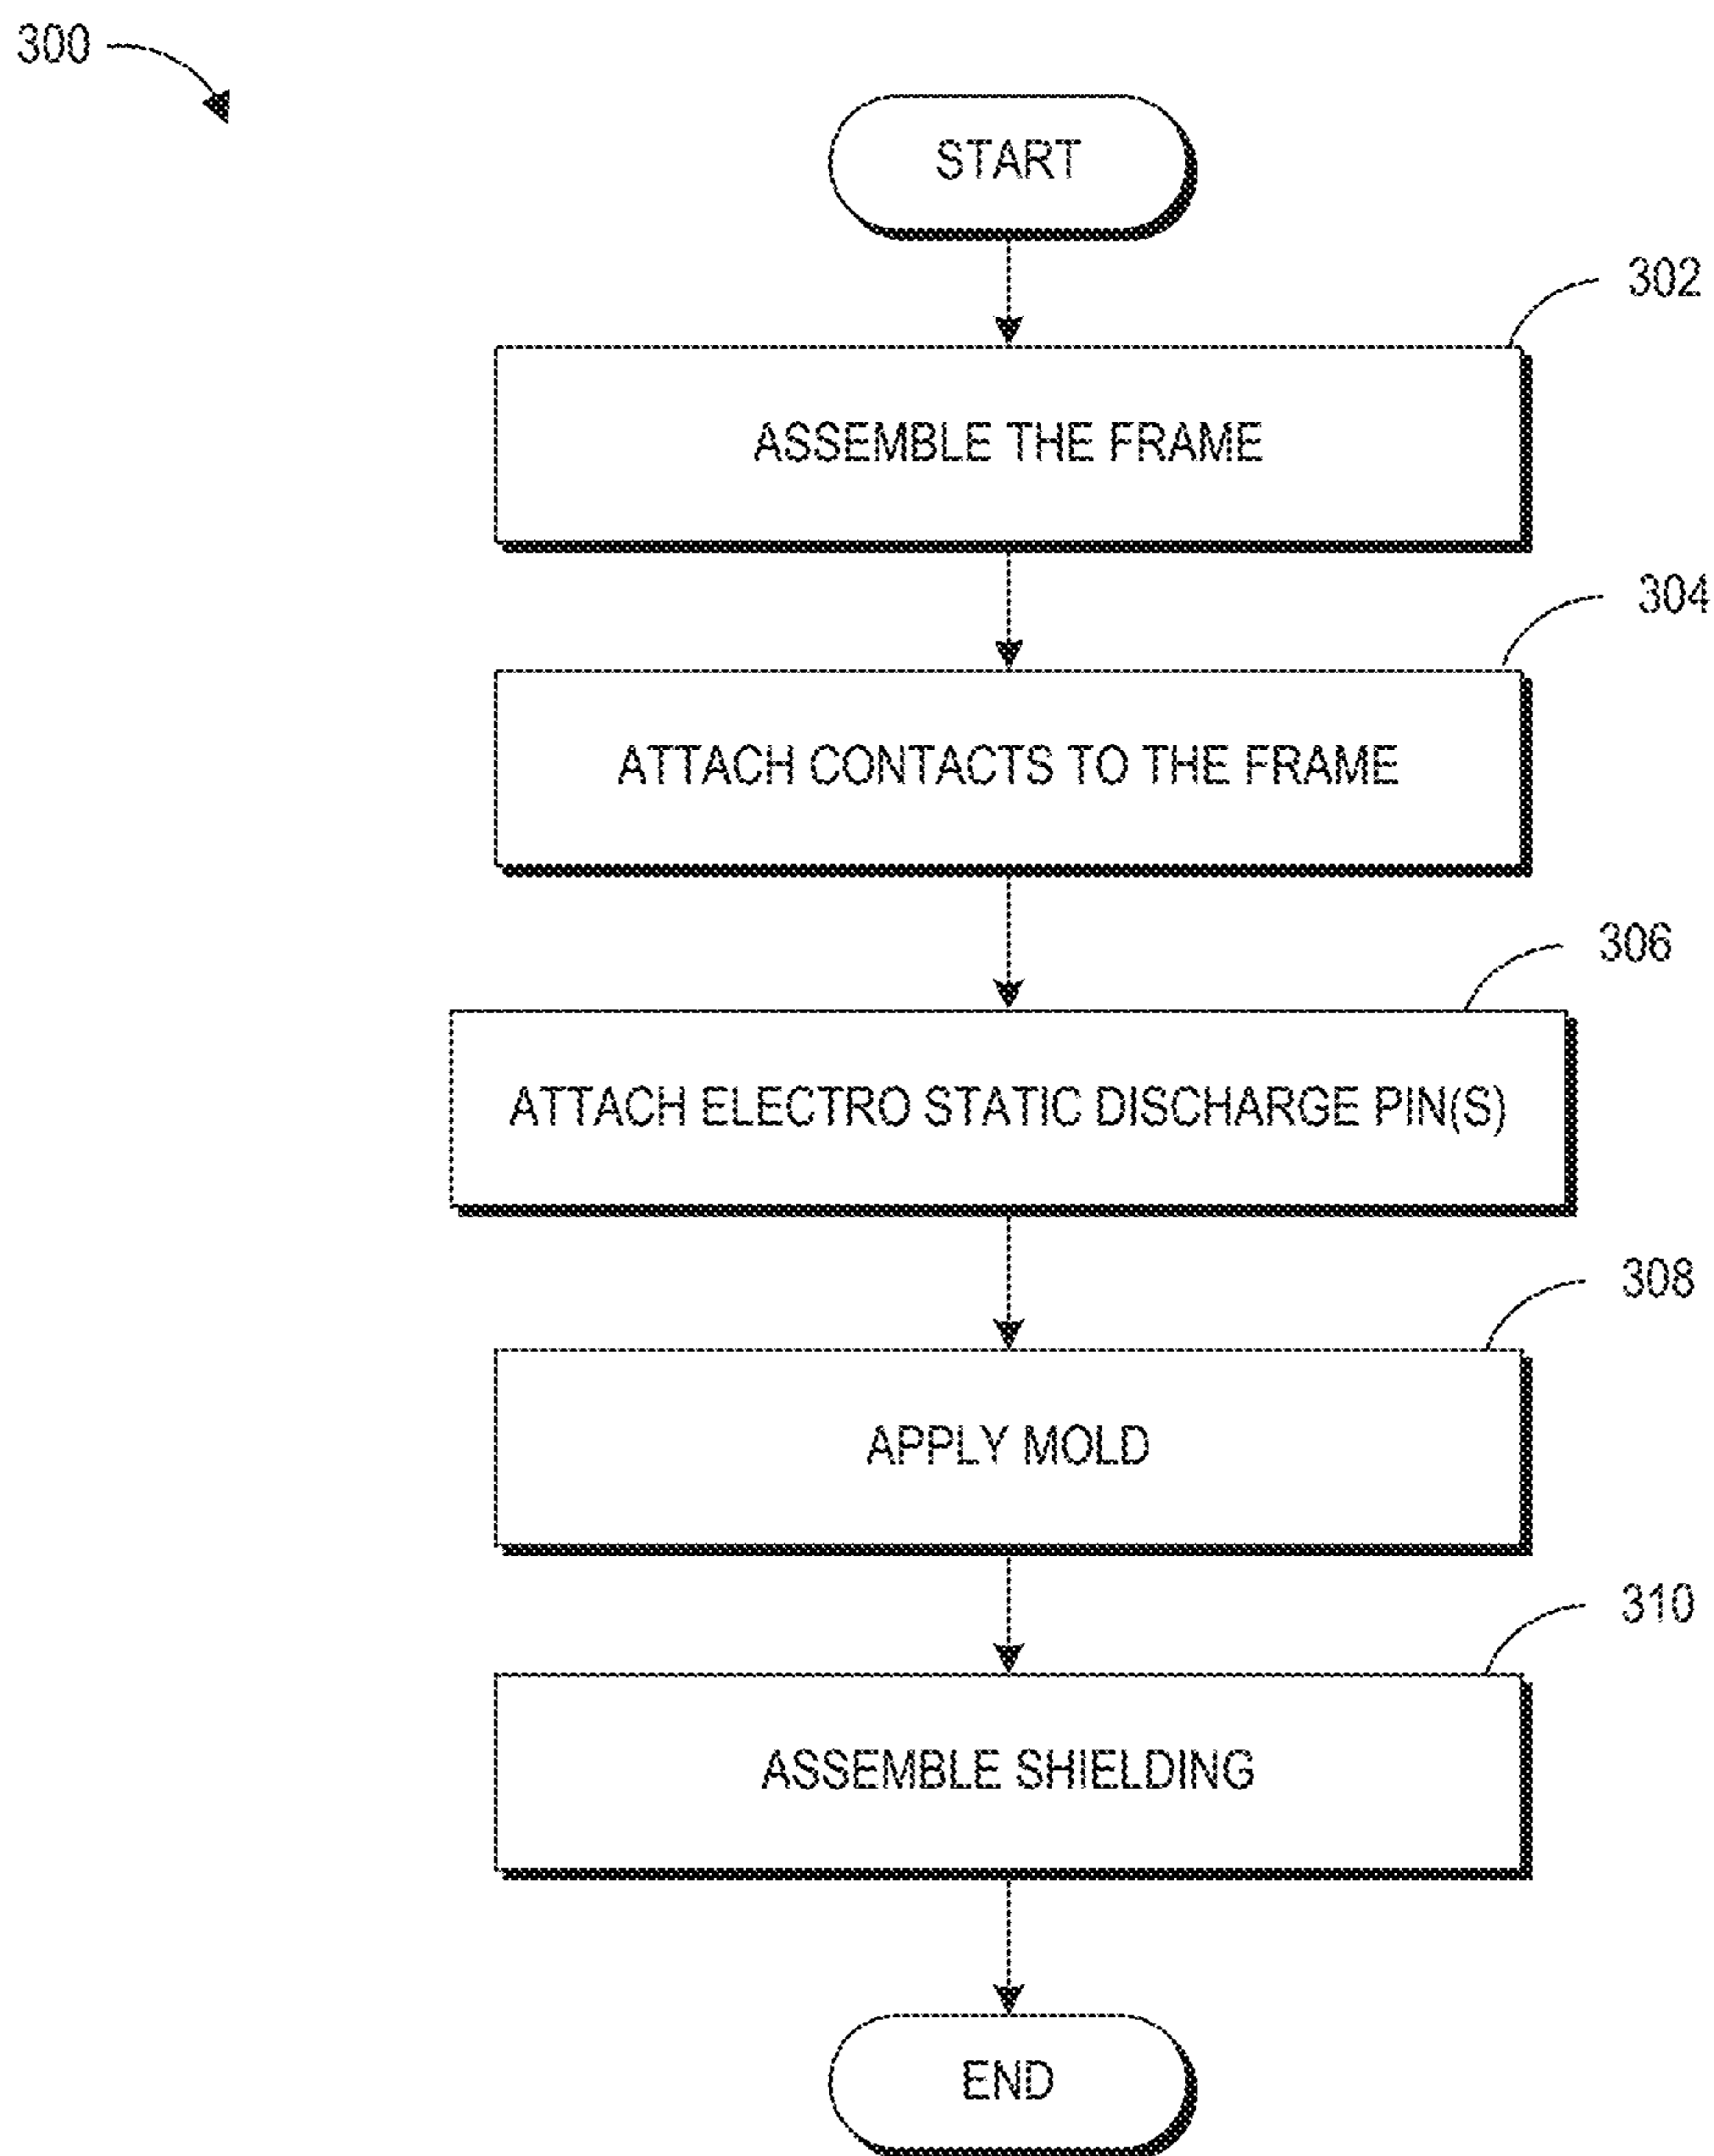 300
START
302
ASSEMBLE THE FRAME
304
ATTACH CONTACTS TO THE FRAME
306
ATTACH ELECTRO STATIC DISCHARGE PIN(S)
308
APPLY MOLD
310
ASSEMBLE SHIELDING
END